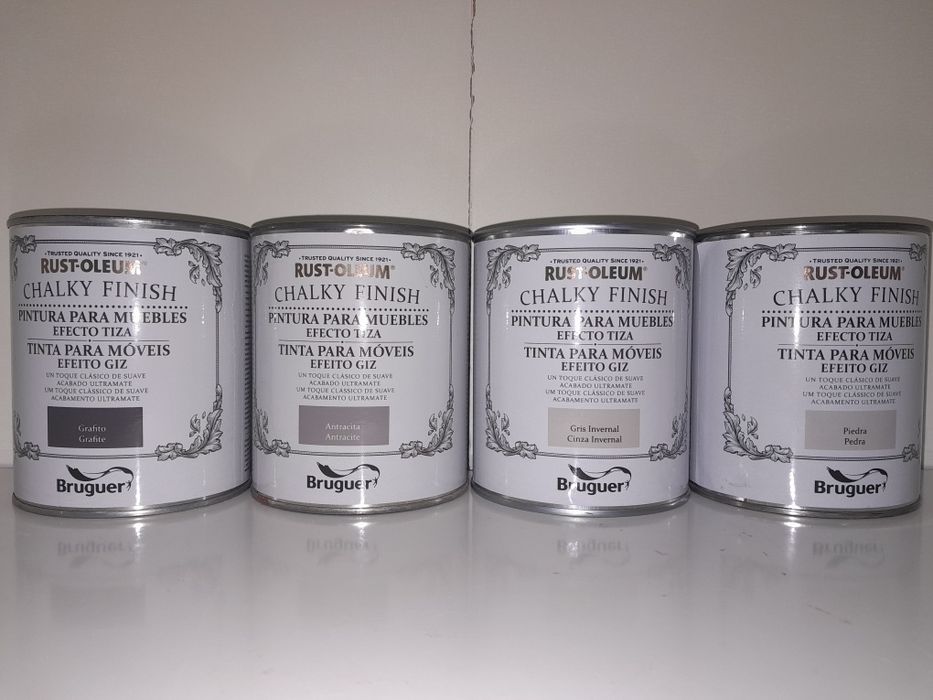 •TRUSTED QUALITY SINCE 1921•
RUST-OLEUM®
CHALKY FINISH
PINTURA PARA MUEBLES
EFECTO TIZA
TINTA PARA MÓVEIS
EFEITO GIZ
UN TOQUE CLÁSICO DE SUAVE
ACABADO ULTRAMATE
UM TOQUE CLÁSSICO DE SUAVE
ACABAMENTO ULTRAMATE
Grafito
Grafite
Bruguer
•TRUSTED QUALITY SINCE 1921•
RUST-OLEUM®
CHALKY FINISH
PINTURA PARA MUEBLES
EFECTO TIZA
TINTA PARA MÓVEIS
EFEITO GIZ
UN TOQUE CLÁSICO DE SUAVE
ACABADO ULTRAMATE
UM TOQUE CLÁSSICO DE SUAVE
ACABAMENTO ULTRAMATE
Antracita
Antracite
Bruguer
•TRUSTED QUALITY SINCE 1921•
RUST-OLEUM®
CHALKY FINISH
PINTURA PARA MUEBLES
EFECTO TIZA
TINTA PARA MÓVEIS
EFEITO GIZ
UN TOQUE CLÁSICO DE SUAVE
ACABADO ULTRAMATE
UM TOQUE CLÁSSICO DE SUAVE
ACABAMENTO ULTRAMATE
Gris Invernal
Cinza Invernal
Bruguer
•TRUSTED QUALITY SINCE 1921•
RUST-OLEUM®
CHALKY FINISH
PINTURA PARA MUEBLES
EFECTO TIZA
TINTA PARA MÓVEIS
EFEITO GIZ
UN TOQUE CLÁSICO DE SUAVE
ACABADO ULTRAMATE
UM TOQUE CLÁSSICO DE SUAVE
ACABAMENTO ULTRAMATE
Piedra
Pedra
Bruguer